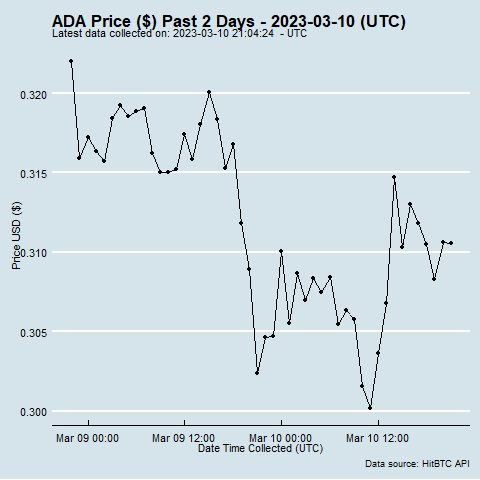 ADA Price ($) Past 2 Days - 2023-03-10 (UTC)
Latest data collected on: 2023-03-10 21:04:24 - UTC
0.320
0.315
0.310
0.305
0.300
Price USD ($)
Mar 09 00:00 Mar 09 12:00 Mar 10 00:00 Mar 10 12:00
Date Time Collected (UTC)
Data source: HitBTC API